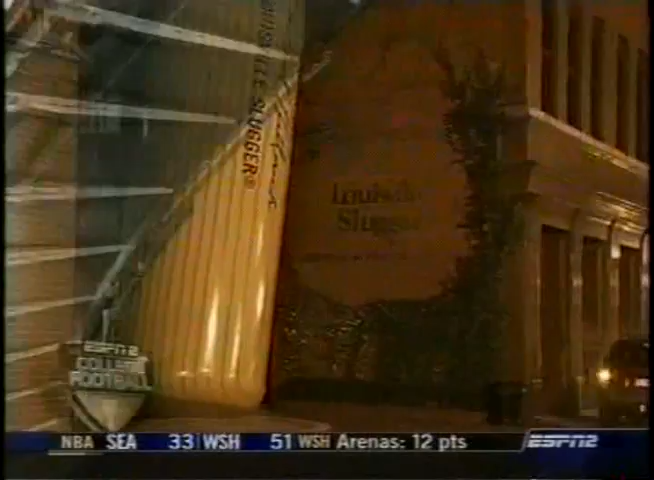 LOUISVILLE SLUGGER®
Louisville
Slugger
ESPN2
COLLEGE
FOOTBALL
NBA SEA 33 WSH 51 WSH Arenas: 12 pts ESPN2